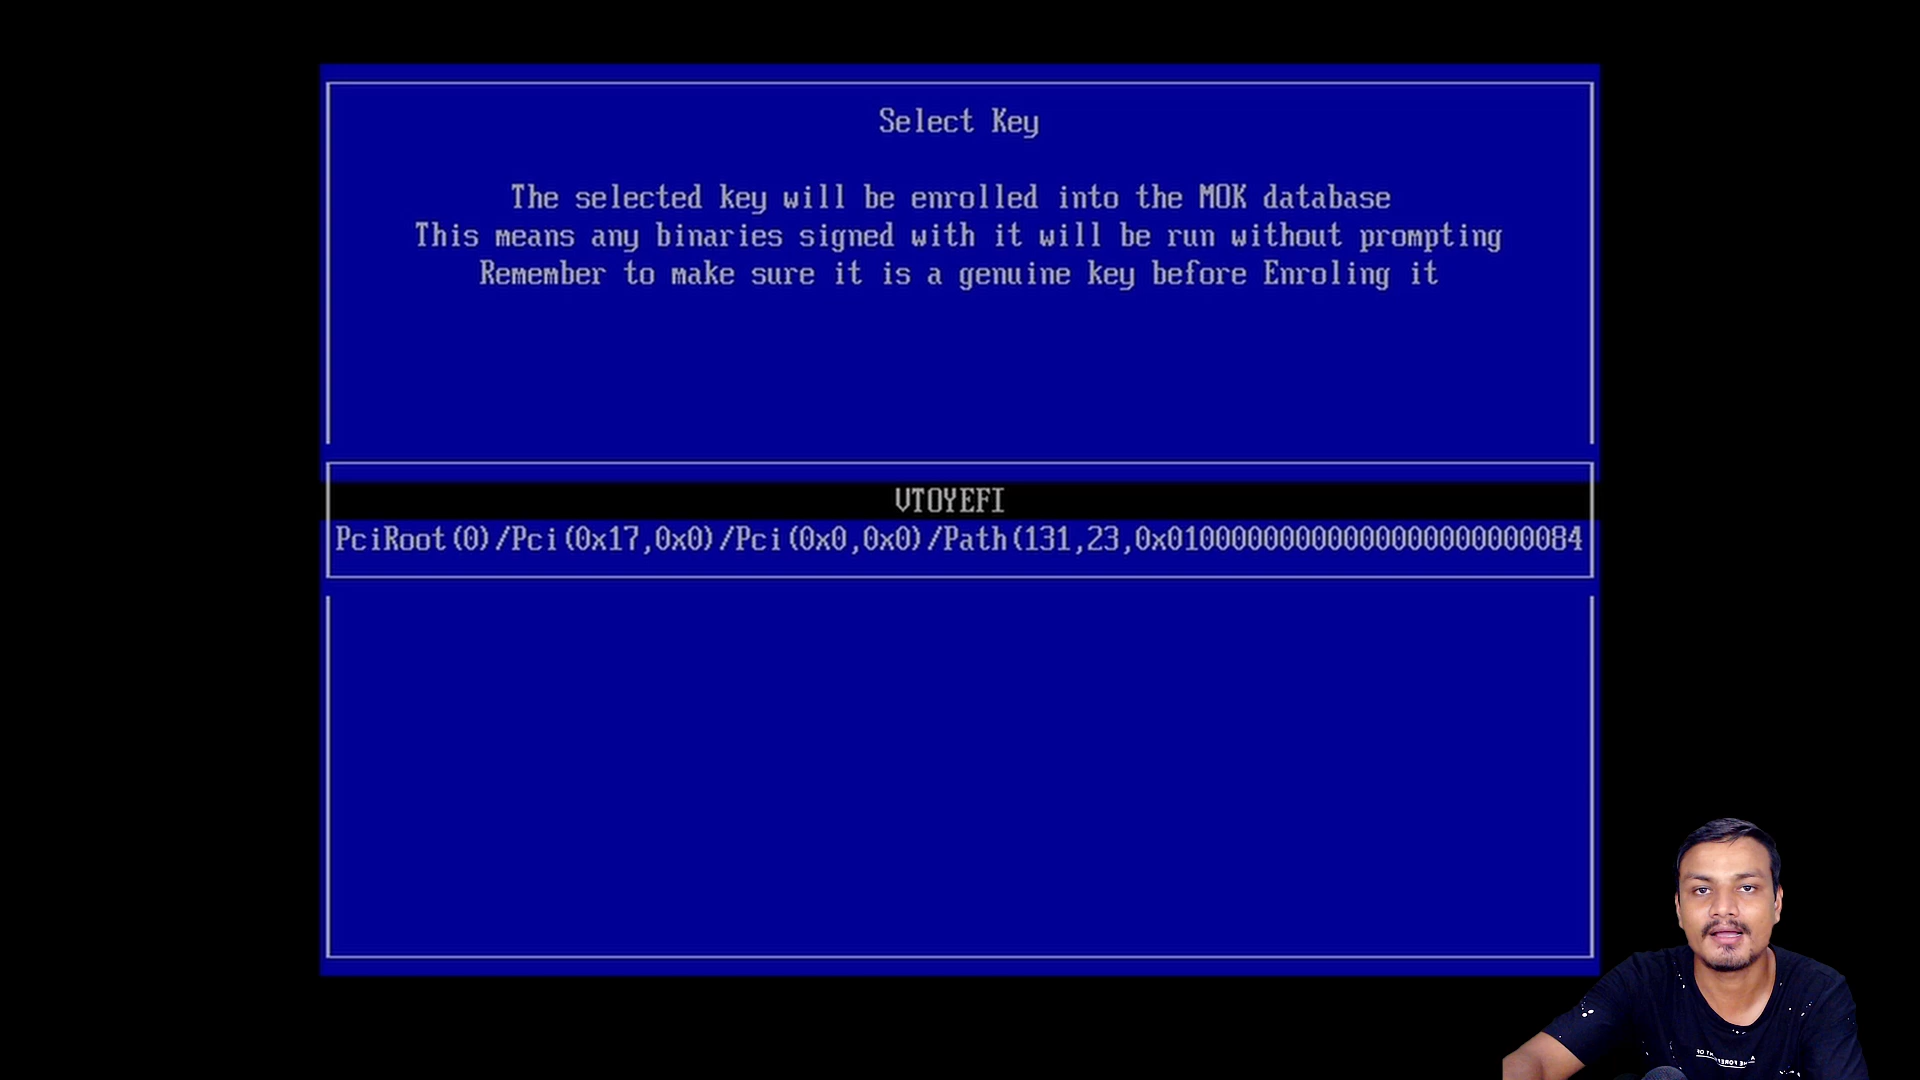 Select Key
The selected key will be enrolled into the MOK database
This means any binaries signed with it will be run without prompting
Remember to make sure it is a genuine key before Enroling it
VTOYEFI
PciRoot(0)/Pci(0x17,0x0)/Pci(0x0,0x0)/Path(131,23,0x01000000000000000000000084